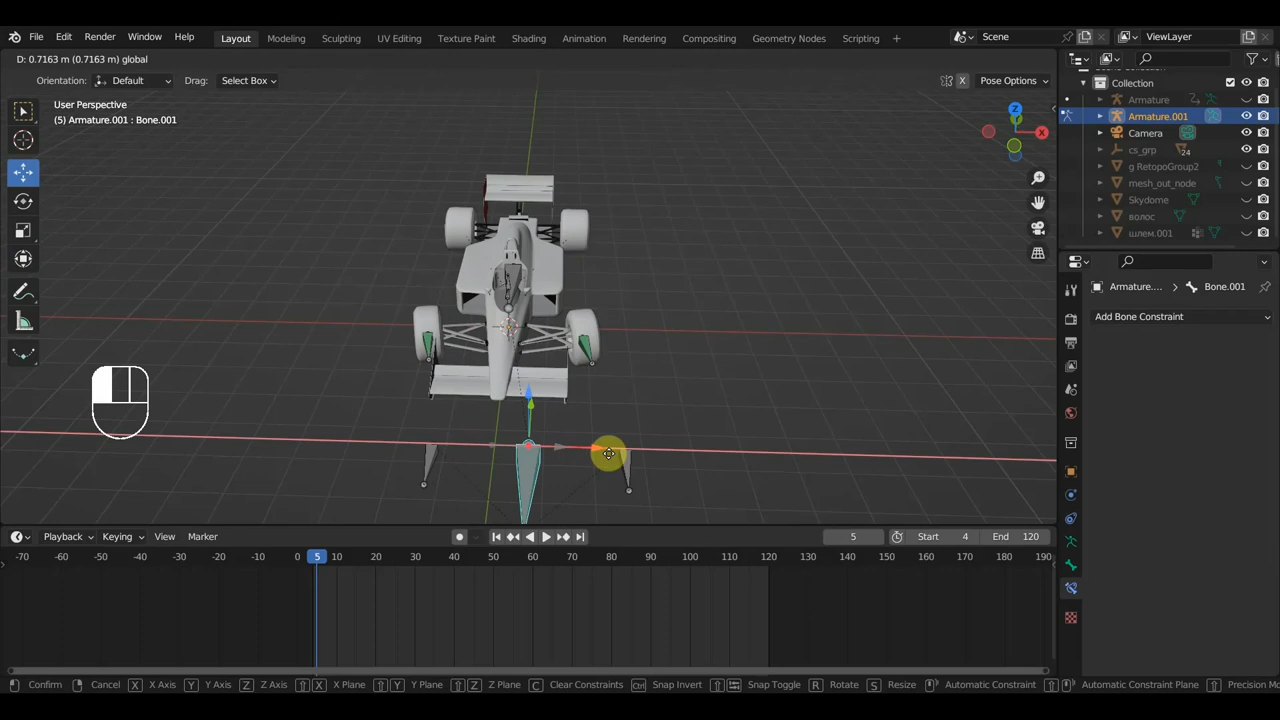 File Edit Render Window Help Layout Modeling Sculpting UV Editing Texture Paint Shading Animation Rendering Compositing Geometry Nodes Scripting + Scene ViewLayer
D: 0.7163 m (0.7163 m) global
Orientation: Default Drag: Select Box X Pose Options
User Perspective
(5) Armature.001 : Bone.001
Z
X
Collection
Armature
Armature.001
Camera
cs_grp 24
g RetopoGroup2
mesh_out_node
Skydome
волос
шлем.001
Armature.... > Bone.001
Add Bone Constraint
Playback Keying View Marker 5 Start 4 End 120
-70 -60 -50 -40 -30 -20 -10 0 5 10 20 30 40 50 60 70 80 90 100 110 120 130 140 150 160 170 180 190
Confirm Cancel X X Axis Y Y Axis Z Z Axis X X Plane Y Y Plane Z Z Plane C Clear Constraints Ctrl Snap Invert Snap Toggle R Rotate S Resize Automatic Constraint Automatic Constraint Plane Precision Mo